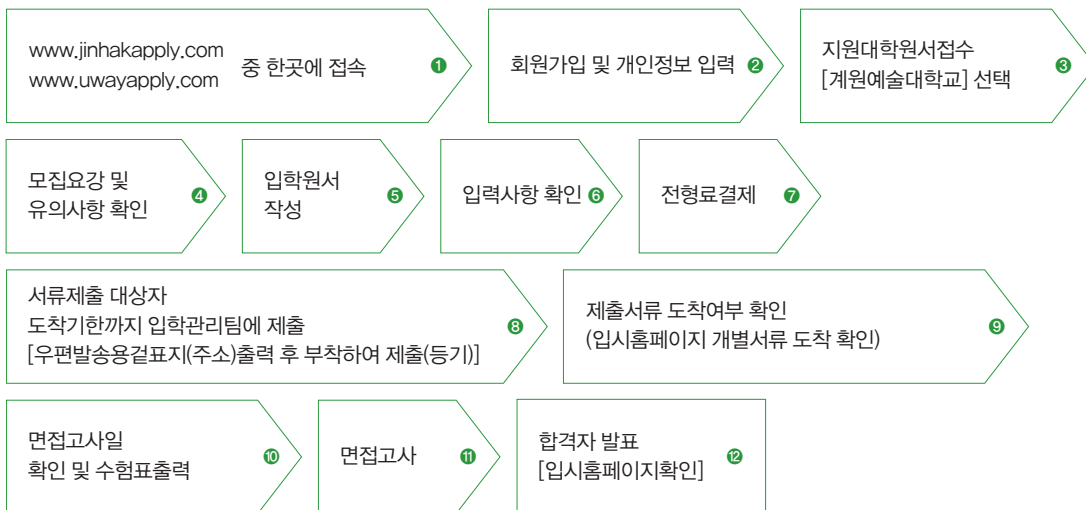 www.jinhakapply.com
www.uwayapply.com
중 한곳에 접속 ❶
회원가입 및 개인정보 입력 ❷
지원대학원서접수
[계원예술대학교] 선택 ❸
모집요강 및
유의사항 확인 ❹
입학원서
작성 ❺
입력사항 확인 ❻
전형료결제 ❼
서류제출 대상자
도착기한까지 입학관리팀에 제출 ❽
[우편발송용겉표지(주소)출력 후 부착하여 제출(등기)]
제출서류 도착여부 확인
(입시홈페이지 개별서류 도착 확인) ❾
면접고사일
확인 및 수험표출력 ❿
면접고사 ⓫
합격자 발표
[입시홈페이지확인] ⓬